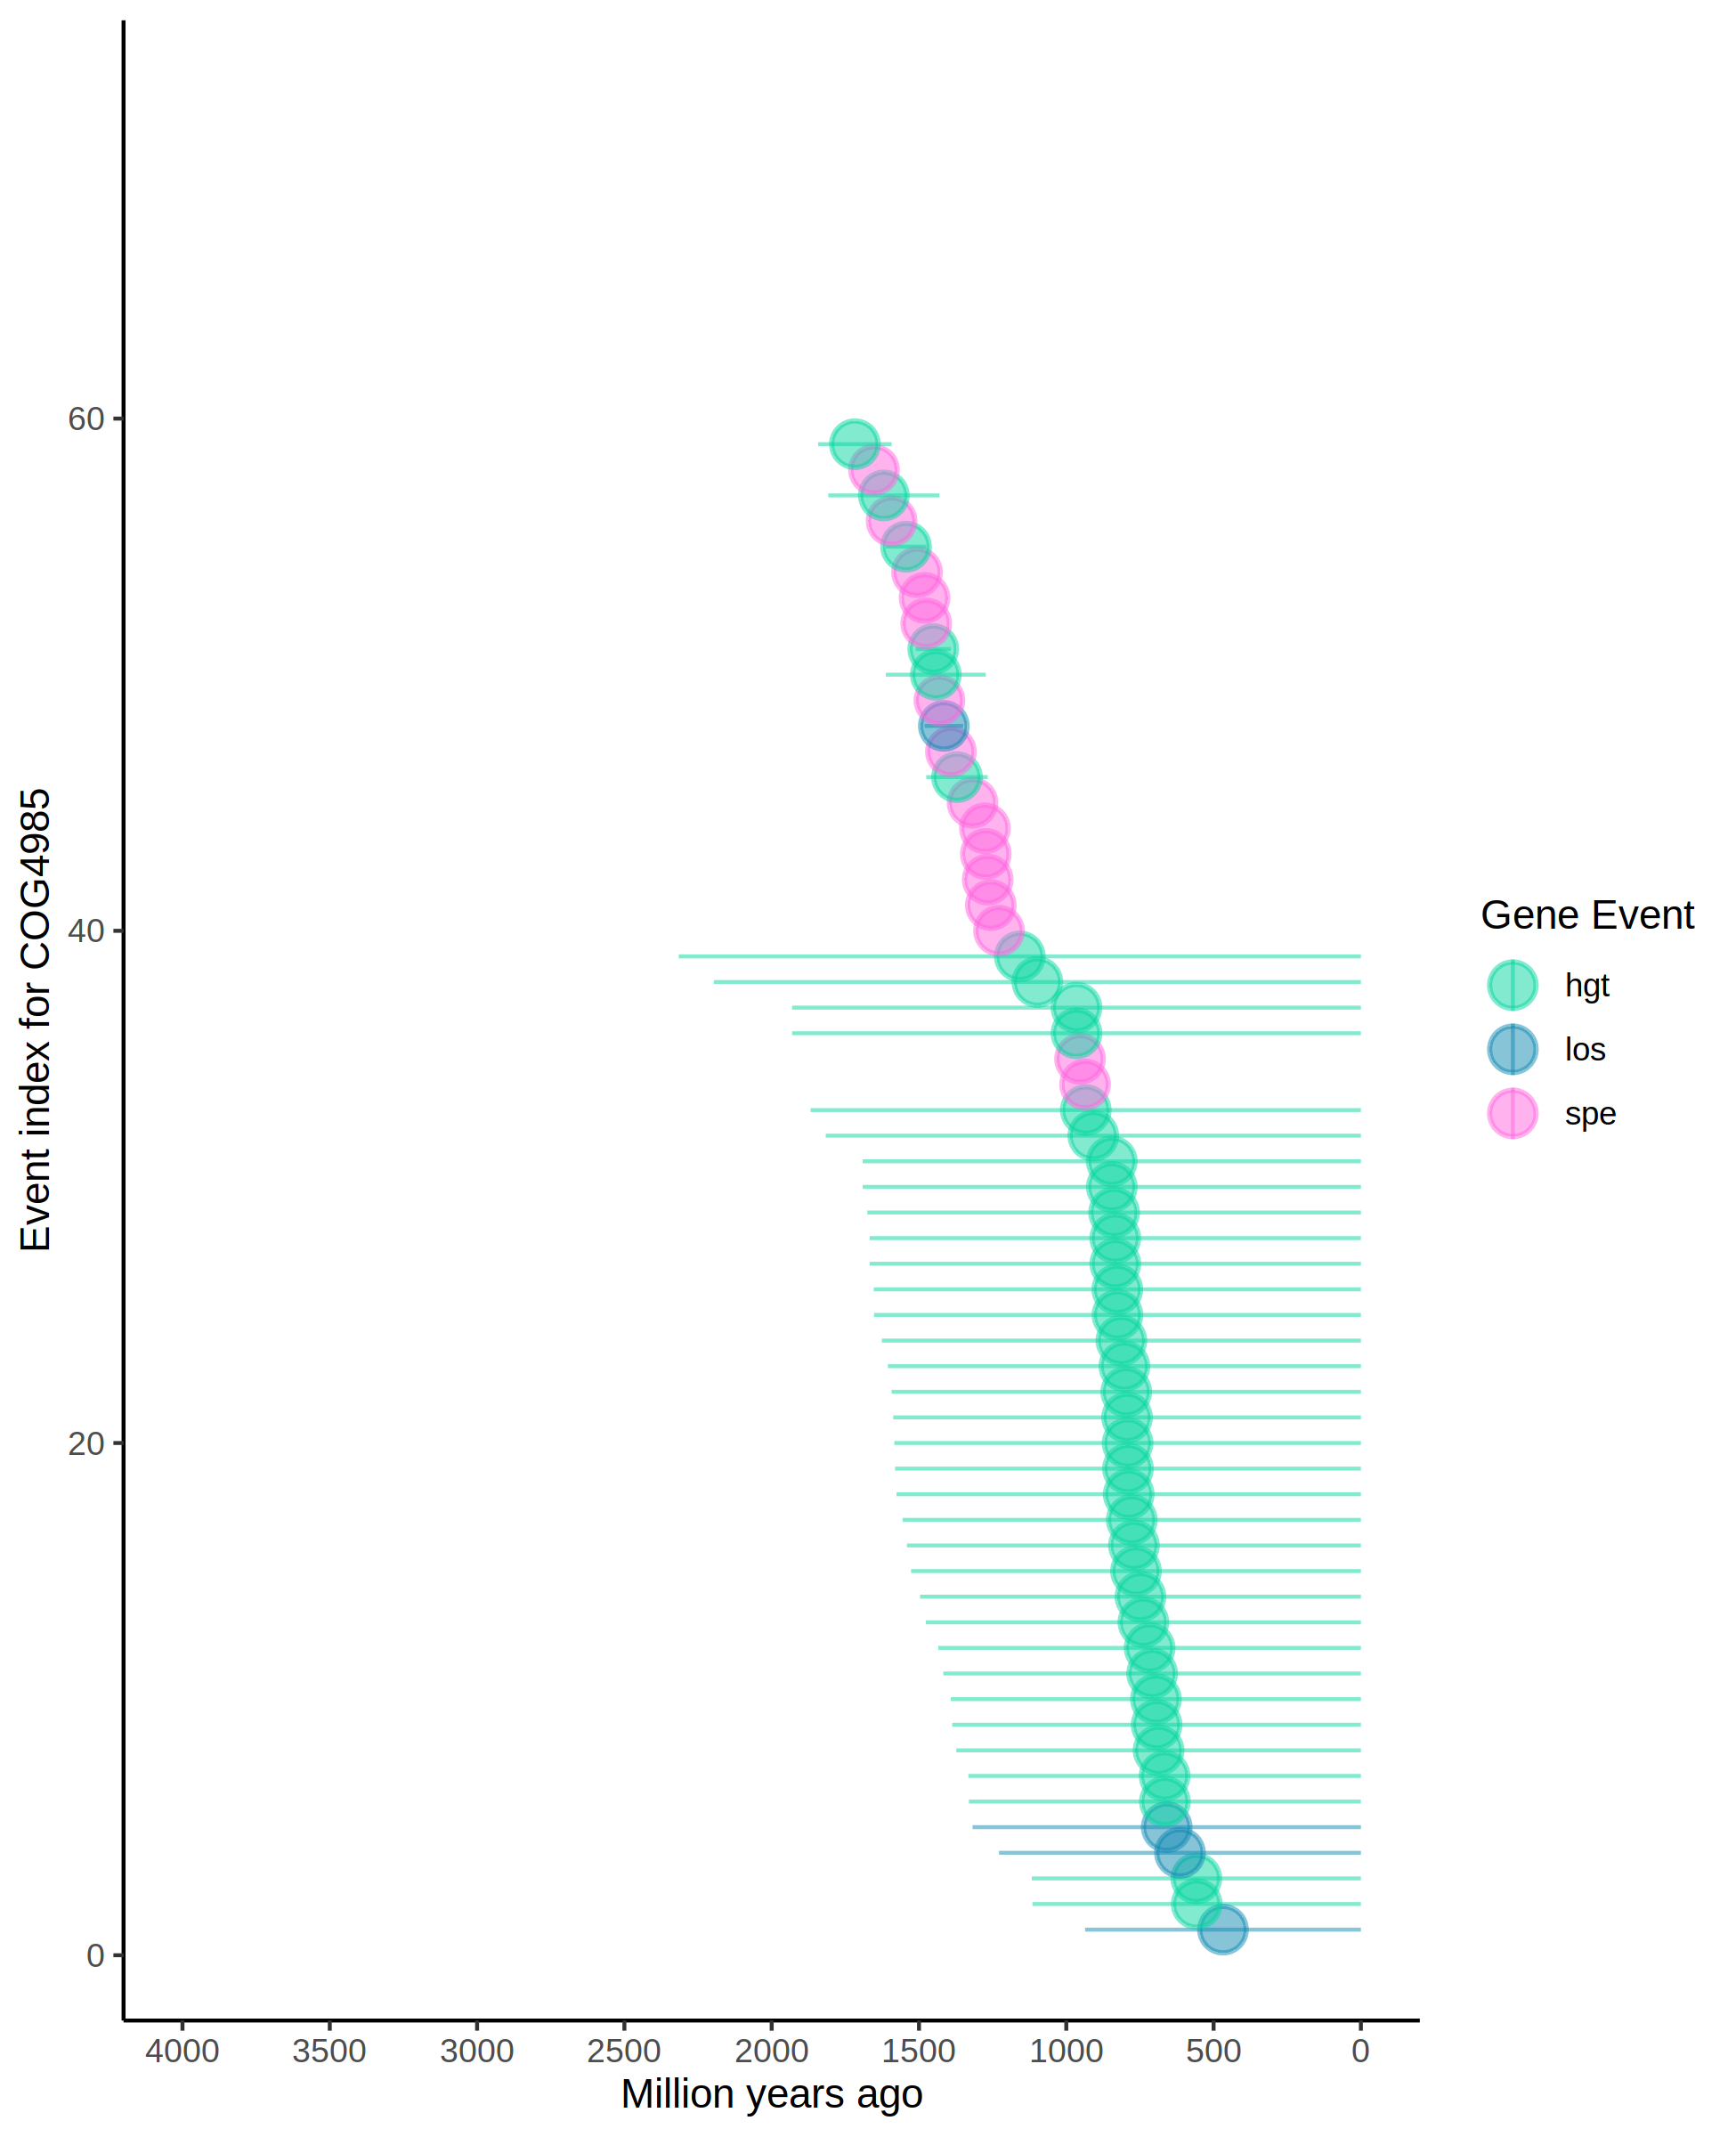 Event index for COG4985
60
40
20
0
4000 3500 3000 2500 2000 1500 1000 500 0
Million years ago
Gene Event
hgt
los
spe